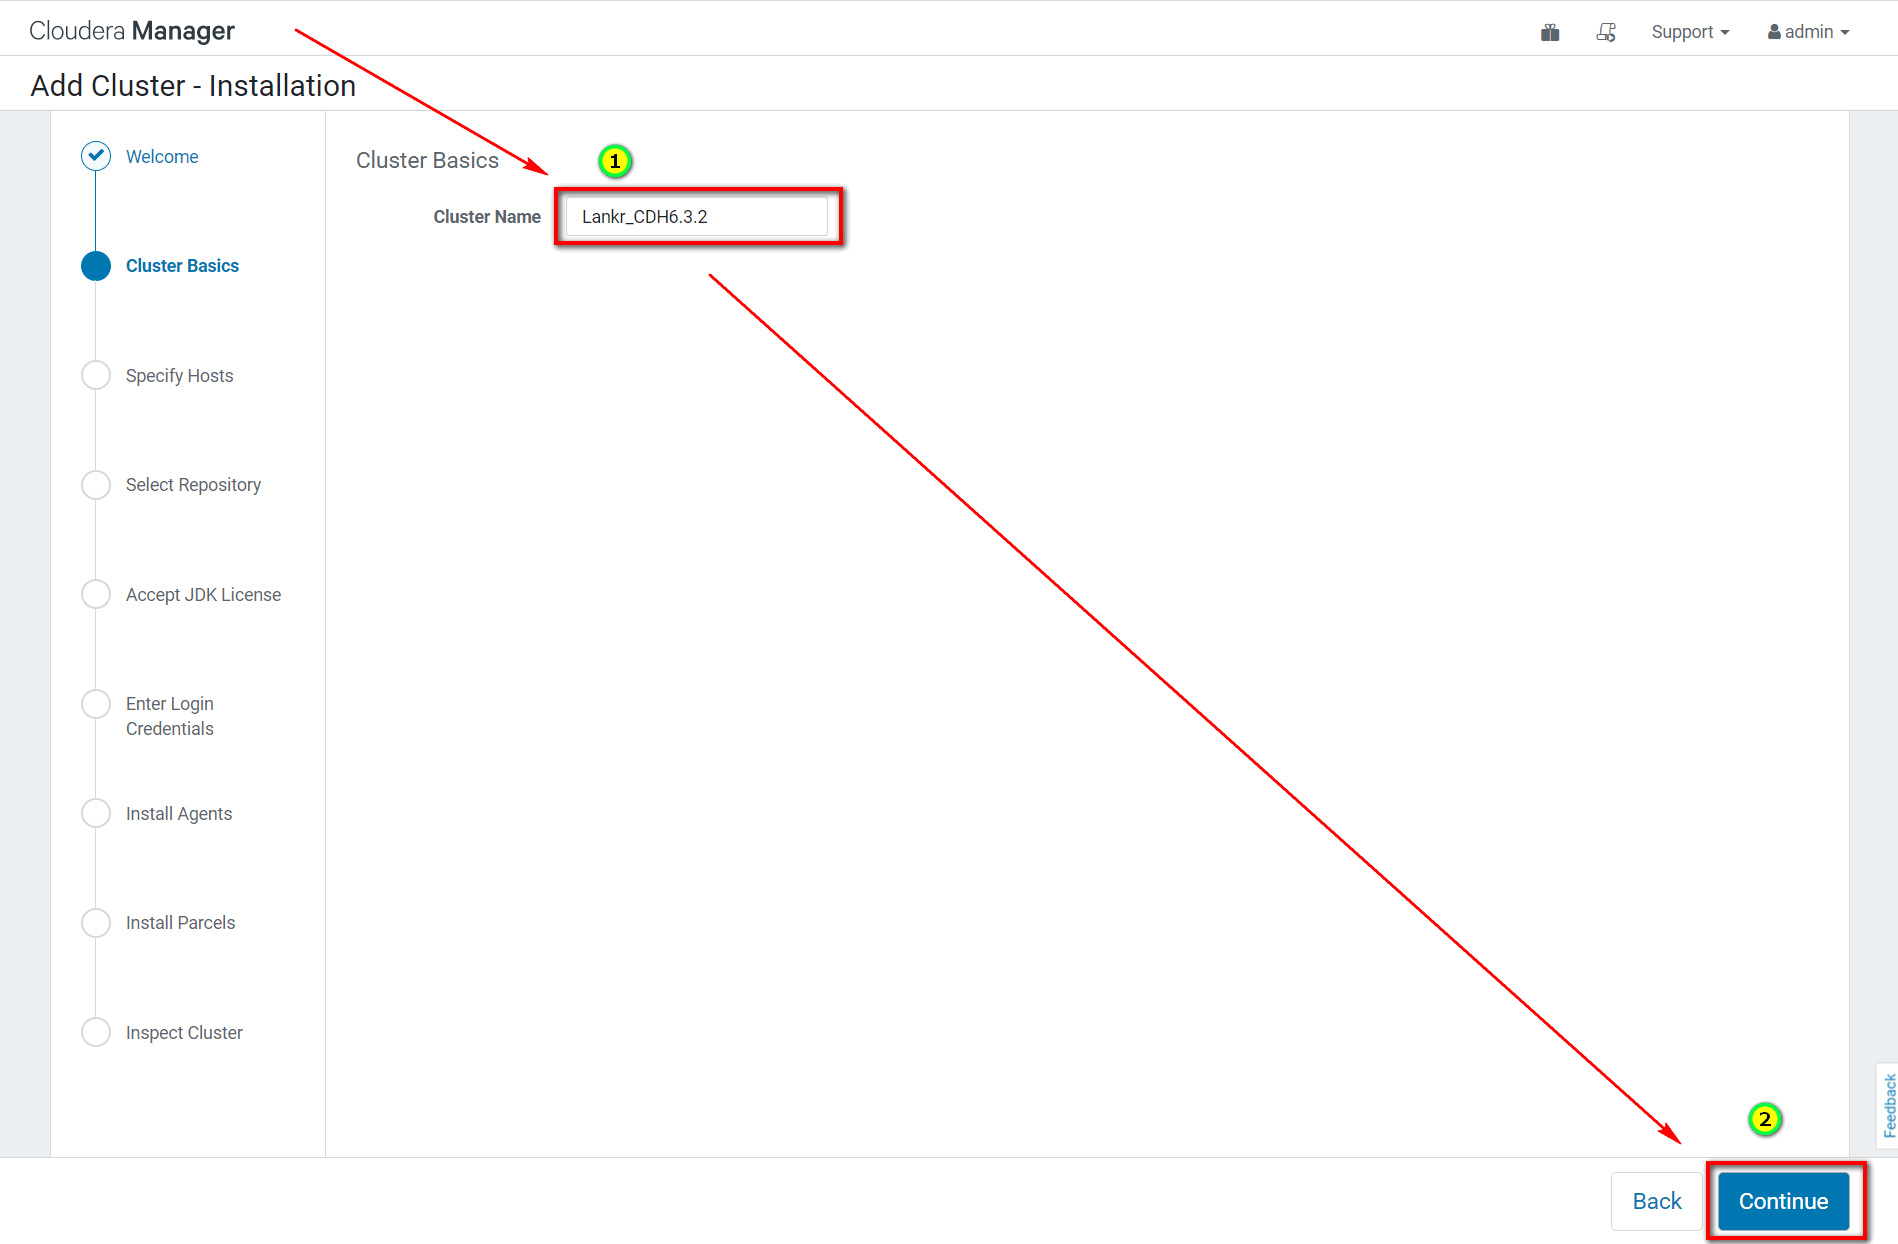 Cloudera Manager
Support
admin
Add Cluster - Installation
Welcome
Cluster Basics
Specify Hosts
Select Repository
Accept JDK License
Enter Login
Credentials
Install Agents
Install Parcels
Inspect Cluster
Cluster Basics
1
Cluster Name
Lankr_CDH6.3.2
Feedback
2
Back
Continue